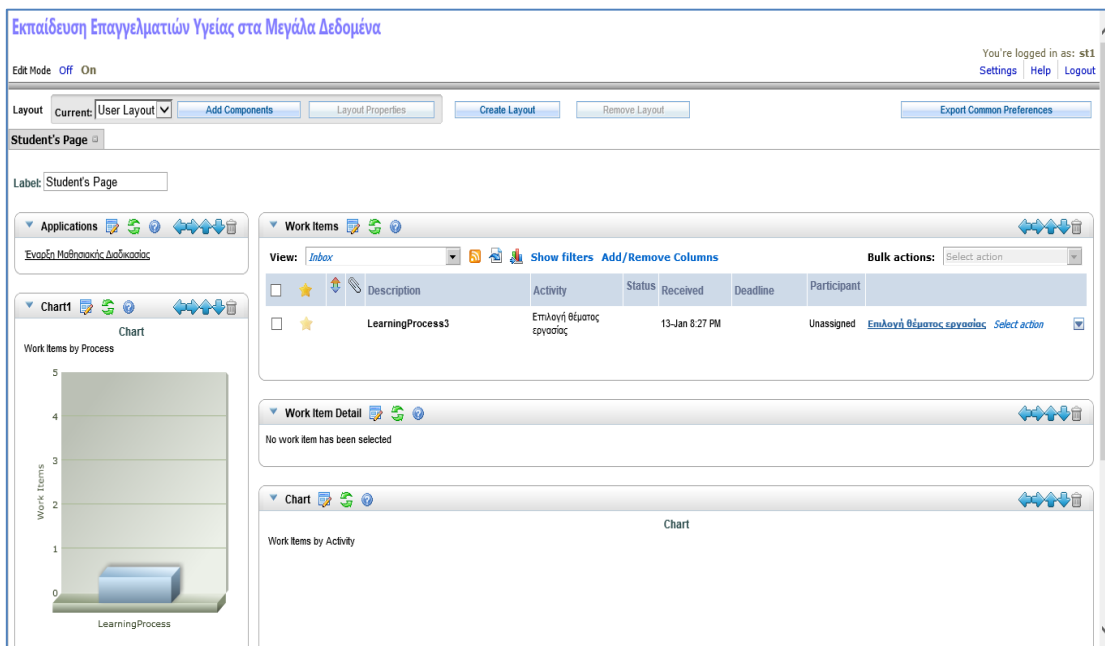 Εκπαίδευση Επαγγελματιών Υγείας στα Μεγάλα Δεδομένα
You're logged in as: st1
Edit Mode Off On
Settings Help Logout
Layout Current: User Layout Add Components Layout Properties Create Layout Remove Layout Export Common Preferences
Student's Page
Label: Student's Page
Applications
Έναρξη Μαθησιακής Διαδικασίας
Chart1
Chart
Work Items by Process
5
4
3
2
1
0
Work Items
LearningProcess
Work Items
View: Inbox Show filters Add/Remove Columns Bulk actions: Select action
Description Activity Status Received Deadline Participant
LearningProcess3 Επιλογή θέματος εργασίας 13-Jan 8:27 PM Unassigned Επιλογή θέματος εργασίας Select action
Work Item Detail
No work item has been selected
Chart
Chart
Work Items by Activity